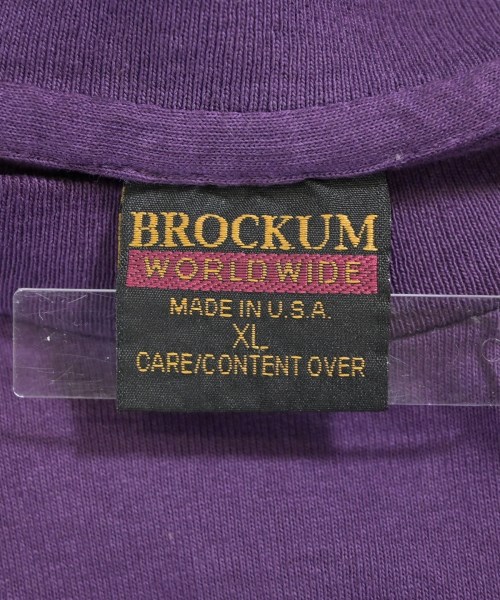 BROCKUM
WORLDWIDE
MADE IN U.S.A.
XL
CARE/CONTENT OVER